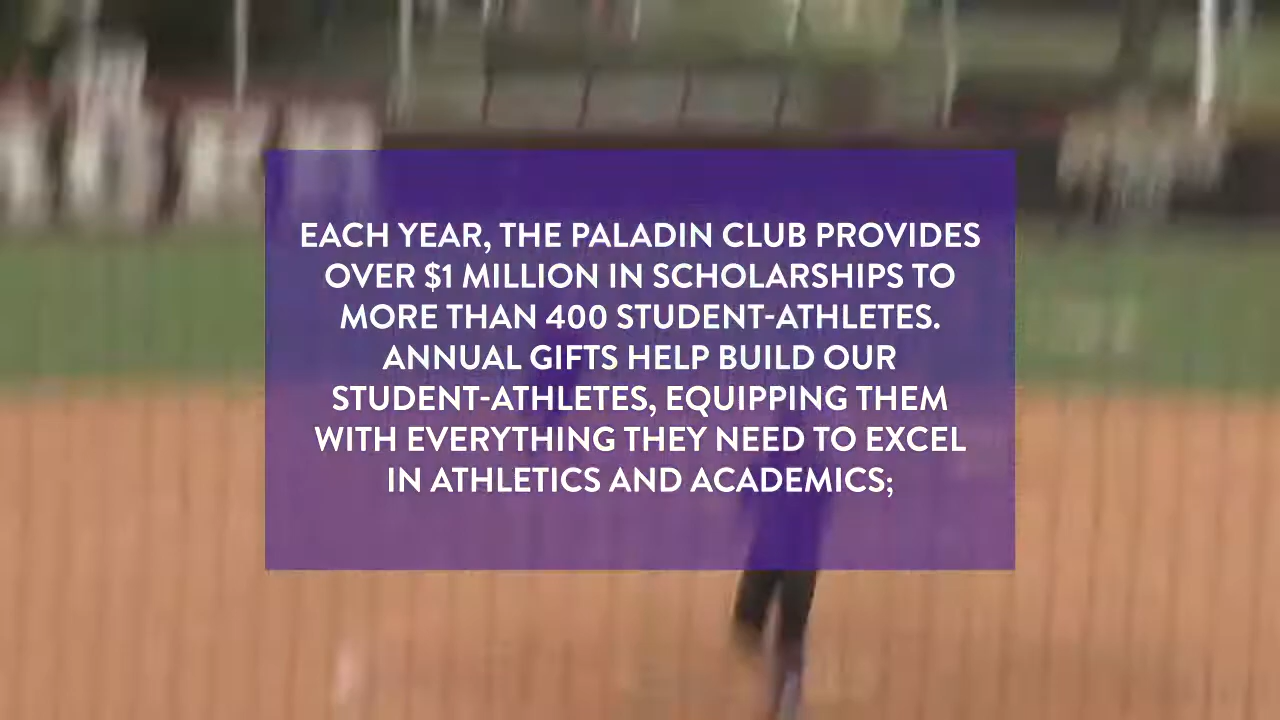 EACH YEAR, THE PALADIN CLUB PROVIDES
OVER $1 MILLION IN SCHOLARSHIPS TO
MORE THAN 400 STUDENT-ATHLETES.
ANNUAL GIFTS HELP BUILD OUR
STUDENT-ATHLETES, EQUIPPING THEM
WITH EVERYTHING THEY NEED TO EXCEL
IN ATHLETICS AND ACADEMICS;